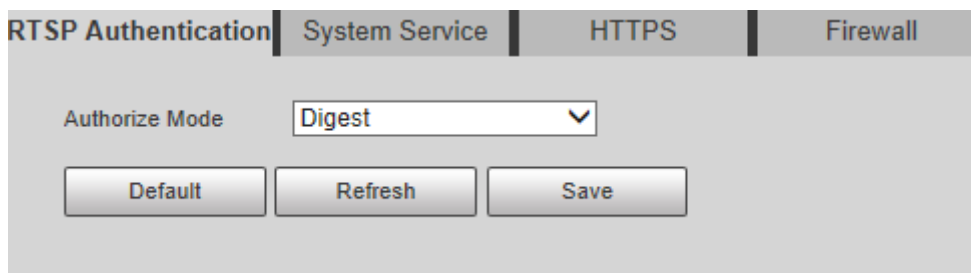 RTSP Authentication System Service HTTPS Firewall
Authorize Mode Digest
Default Refresh Save